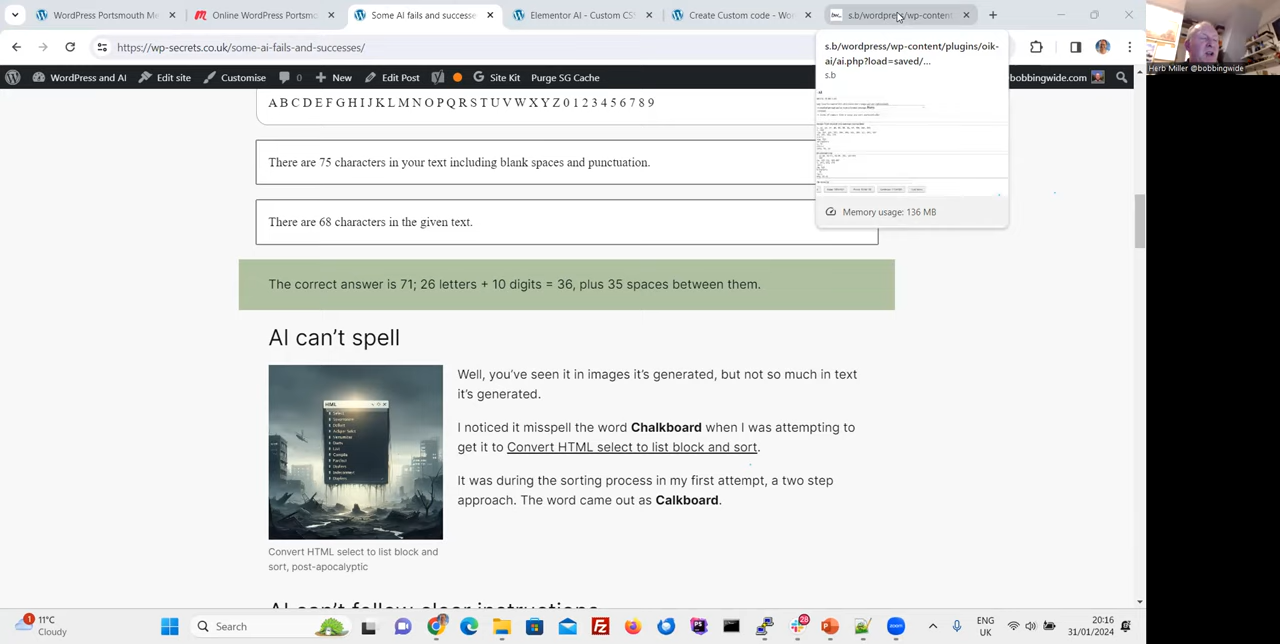 WordPress Portsmouth Me
Online WordPress Portsmo
Some AI fails and successe
Elementor AI - Custom CSS
Create Custom code - Wo
s.b/wordpress/wp-content
https://wp-secrets.co.uk/some-ai-fails-and-successes/
Herb Miller @bobbingwide
WordPress and AI
Edit site
Customise
0
New
Edit Post
Site Kit
Purge SG Cache
bobbingwide.com
s.b/wordpress/wp-content/plugins/oik-
ai/ai.php?load=saved/...
s.b
Memory usage: 136 MB
A B C D E F G H I J K L M N O P Q R S T U V W X Y Z 0 1 2 3 4 5 6 7 8 9
There are 75 characters in your text including blank spaces and punctuation.
There are 68 characters in the given text.
The correct answer is 71; 26 letters + 10 digits = 36, plus 35 spaces between them.
AI can’t spell
Well, you’ve seen it in images it’s generated, but not so much in text
it’s generated.
I noticed it misspell the word Chalkboard when I was attempting to
get it to Convert HTML select to list block and sort
It was during the sorting process in my first attempt, a two step
approach. The word came out as Calkboard.
Convert HTML select to list block and
sort, post-apocalyptic
AI can’t follow clear instructions
1
11°C
Cloudy
Search
28
ENG
UK
20:16
31/01/2024